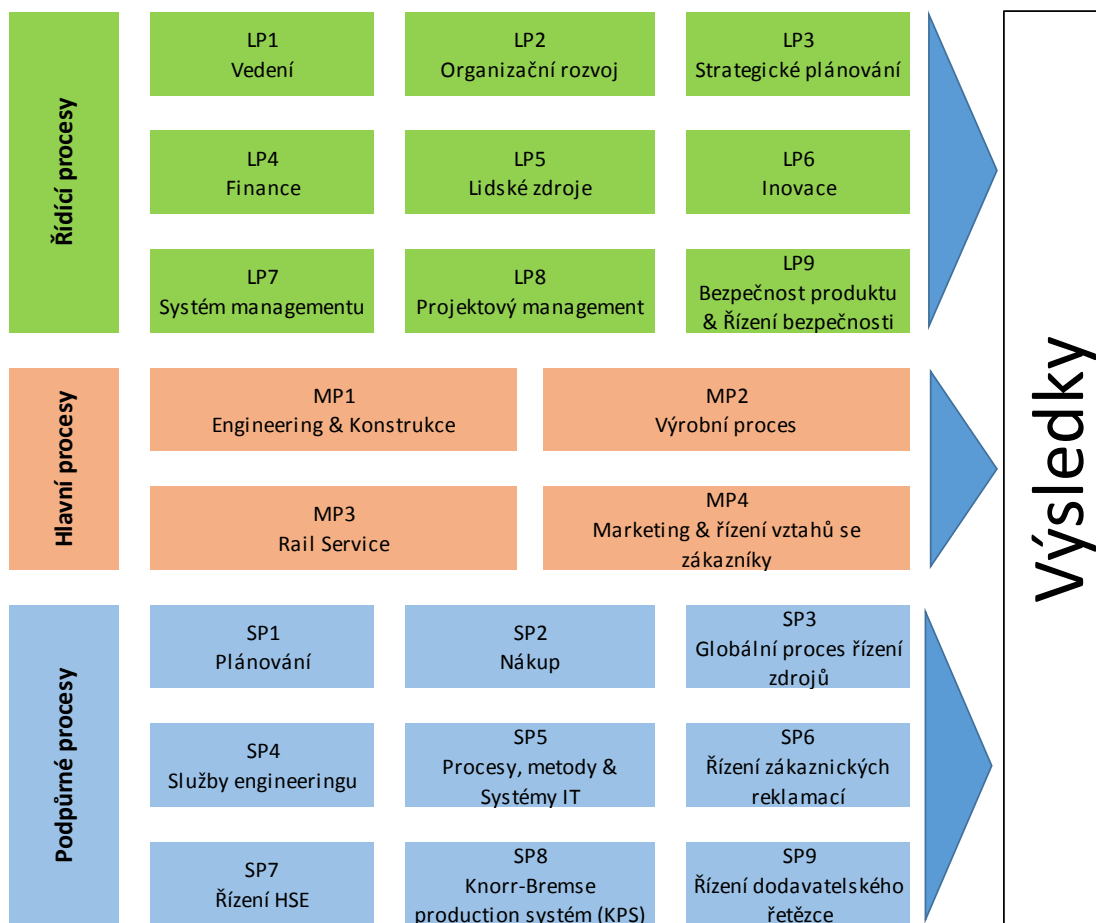 Řídící procesy
LP1
Vedení
LP2
Organizační rozvoj
LP3
Strategické plánování
LP4
Finance
LP5
Lidské zdroje
LP6
Inovace
LP7
Systém managementu
LP8
Projektový management
LP9
Bezpečnost produktu
& Řízení bezpečnosti
Hlavní procesy
MP1
Engineering & Konstrukce
MP2
Výrobní proces
MP3
Rail Service
MP4
Marketing & řízení vztahů se
zákazníky
Podpůrné procesy
SP1
Plánování
SP2
Nákup
SP3
Globální proces řízení
zdrojů
SP4
Služby engineeringu
SP5
Procesy, metody &
Systémy IT
SP6
Řízení zákaznických
reklamací
SP7
Řízení HSE
SP8
Knorr-Bremse
production systém (KPS)
SP9
Řízení dodavatelského
řetězce
Výsledky